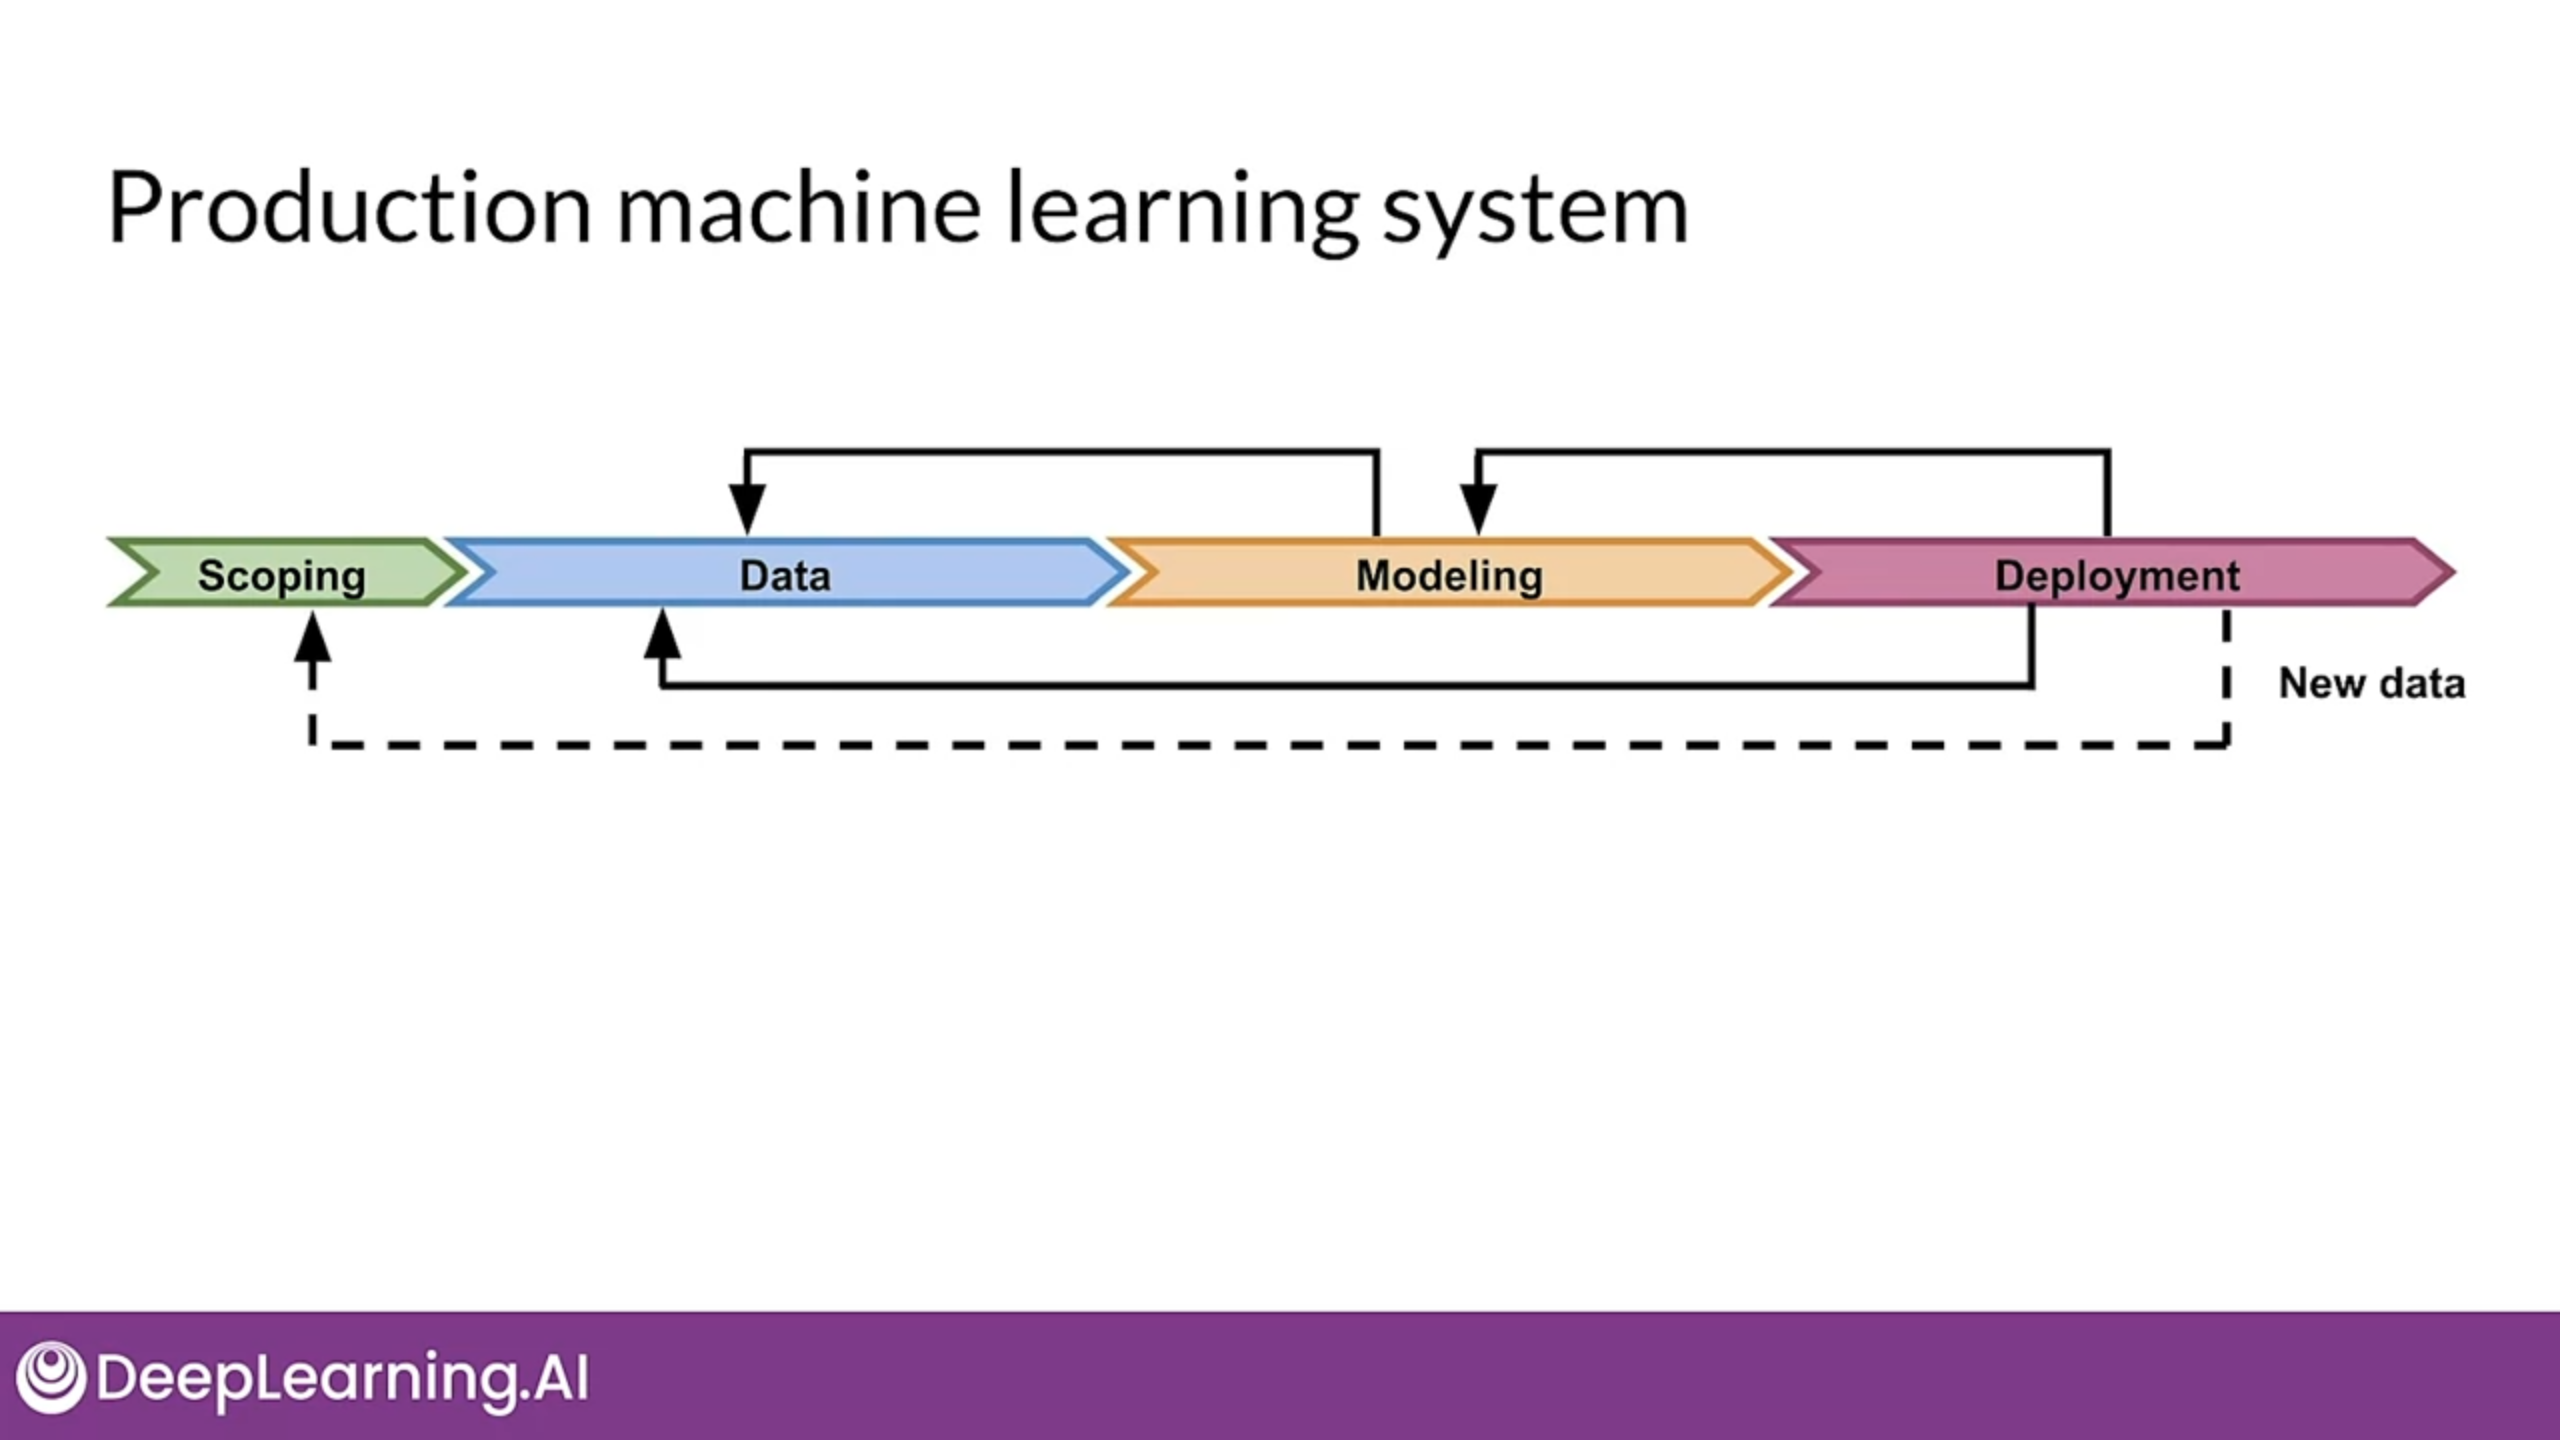 Production machine learning system
Scoping
Data
Modeling
Deployment
New data
DeepLearning.AI